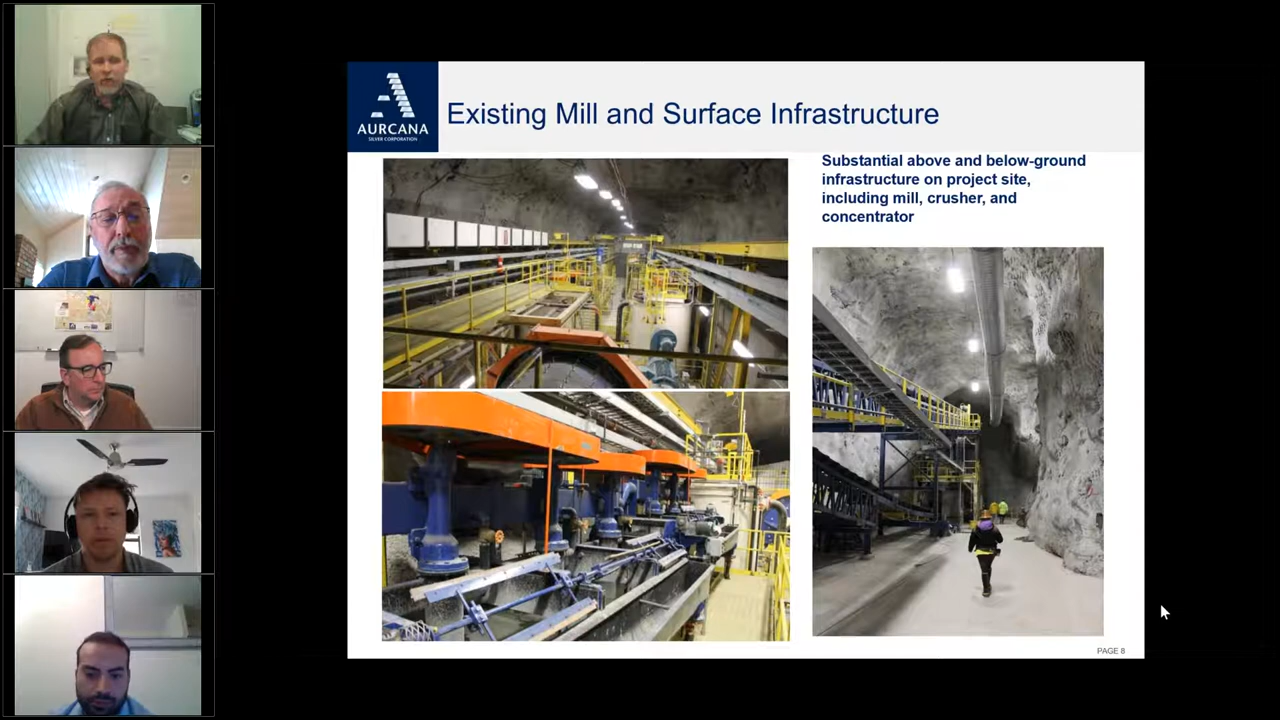 AURCANA
SILVER CORPORATION
Existing Mill and Surface Infrastructure
Substantial above and below-ground
infrastructure on project site,
including mill, crusher, and
concentrator
PAGE 8